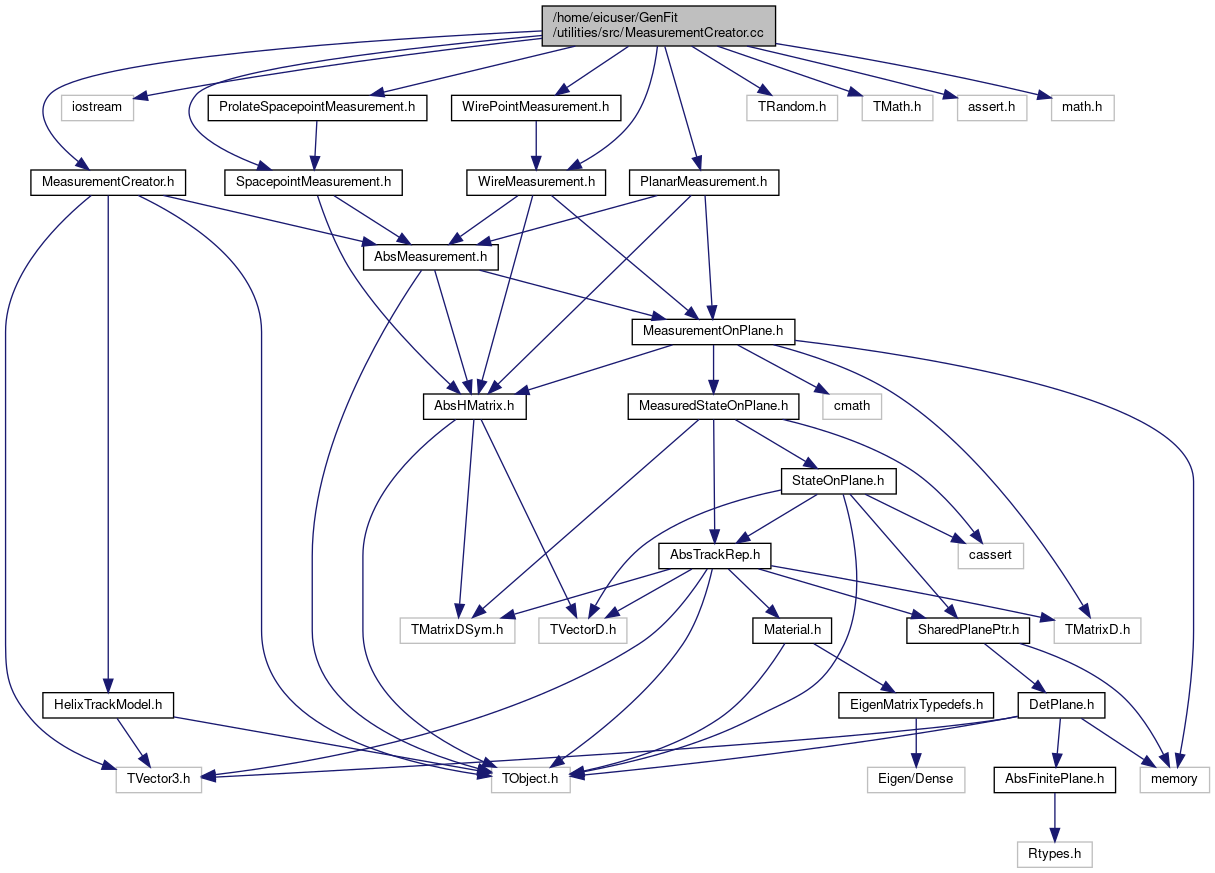 /home/eicuser/GenFit
/utilities/src/MeasurementCreator.cc
iostream
ProlateSpacepointMeasurement.h
WirePointMeasurement.h
TRandom.h
TMath.h
assert.h
math.h
MeasurementCreator.h
SpacepointMeasurement.h
WireMeasurement.h
PlanarMeasurement.h
AbsMeasurement.h
MeasurementOnPlane.h
AbsHMatrix.h
MeasuredStateOnPlane.h
cmath
StateOnPlane.h
AbsTrackRep.h
cassert
TMatrixDSym.h
TVectorD.h
Material.h
SharedPlanePtr.h
TMatrixD.h
HelixTrackModel.h
EigenMatrixTypedefs.h
DetPlane.h
TVector3.h
TObject.h
Eigen/Dense
AbsFinitePlane.h
memory
Rtypes.h